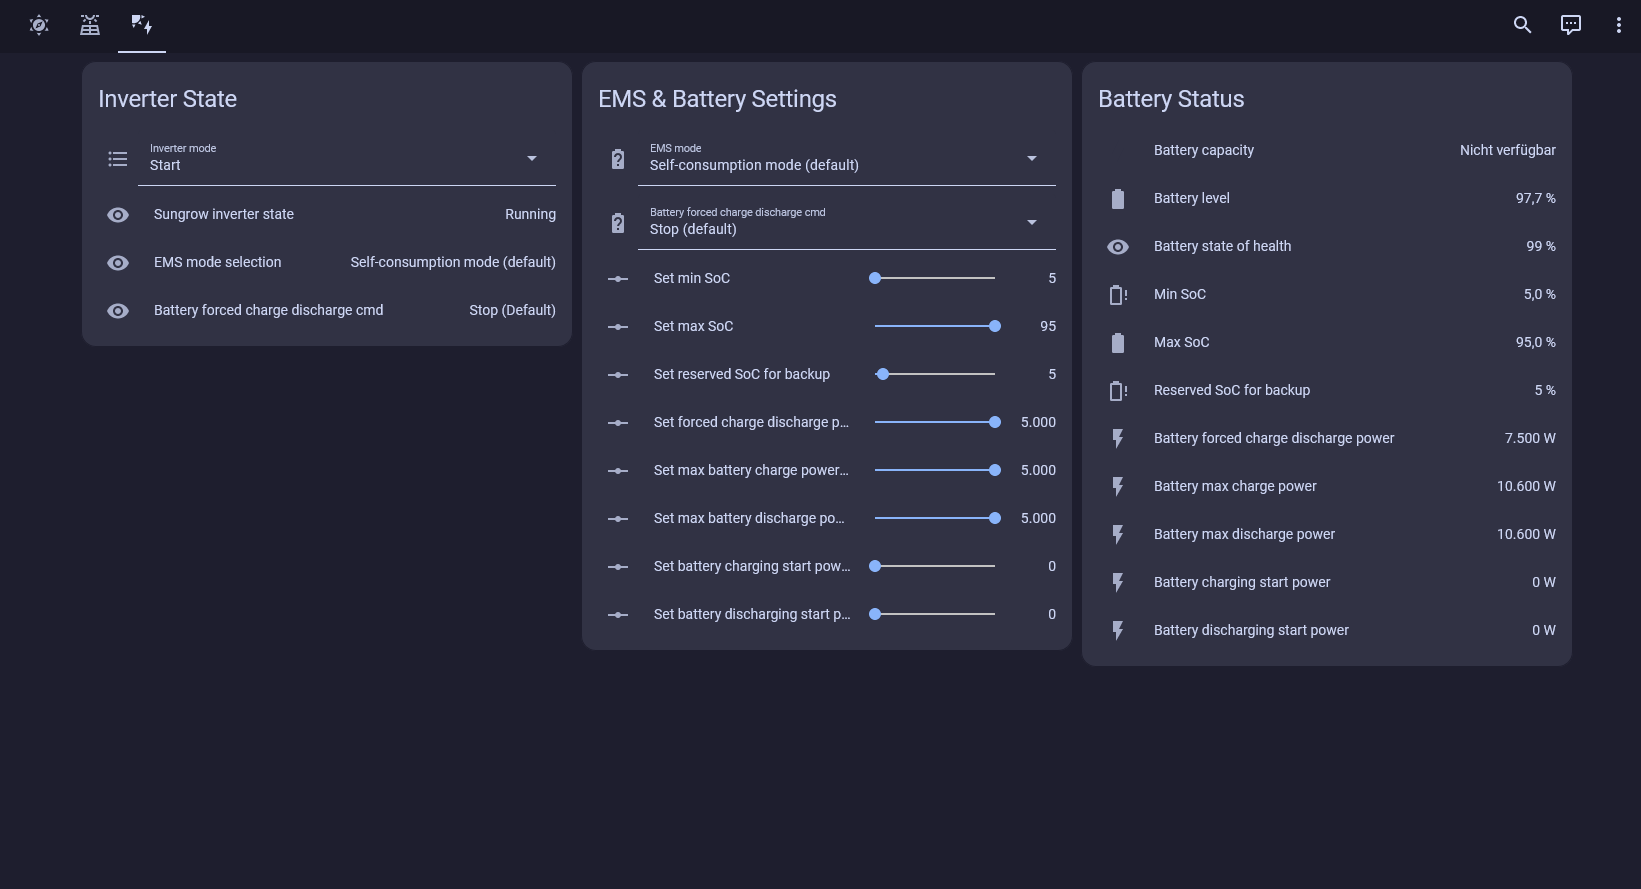 Inverter State
Inverter mode
Start
Sungrow inverter state Running
EMS mode selection Self-consumption mode (default)
Battery forced charge discharge cmd Stop (Default)
EMS & Battery Settings
EMS mode
Self-consumption mode (default)
Battery forced charge discharge cmd
Stop (default)
Set min SoC 5
Set max SoC 95
Set reserved SoC for backup 5
Set forced charge discharge p... 5.000
Set max battery charge power... 5.000
Set max battery discharge po... 5.000
Set battery charging start pow... 0
Set battery discharging start p... 0
Battery Status
Battery capacity Nicht verfügbar
Battery level 97,7 %
Battery state of health 99 %
Min SoC 5,0 %
Max SoC 95,0 %
Reserved SoC for backup 5 %
Battery forced charge discharge power 7.500 W
Battery max charge power 10.600 W
Battery max discharge power 10.600 W
Battery charging start power 0 W
Battery discharging start power 0 W